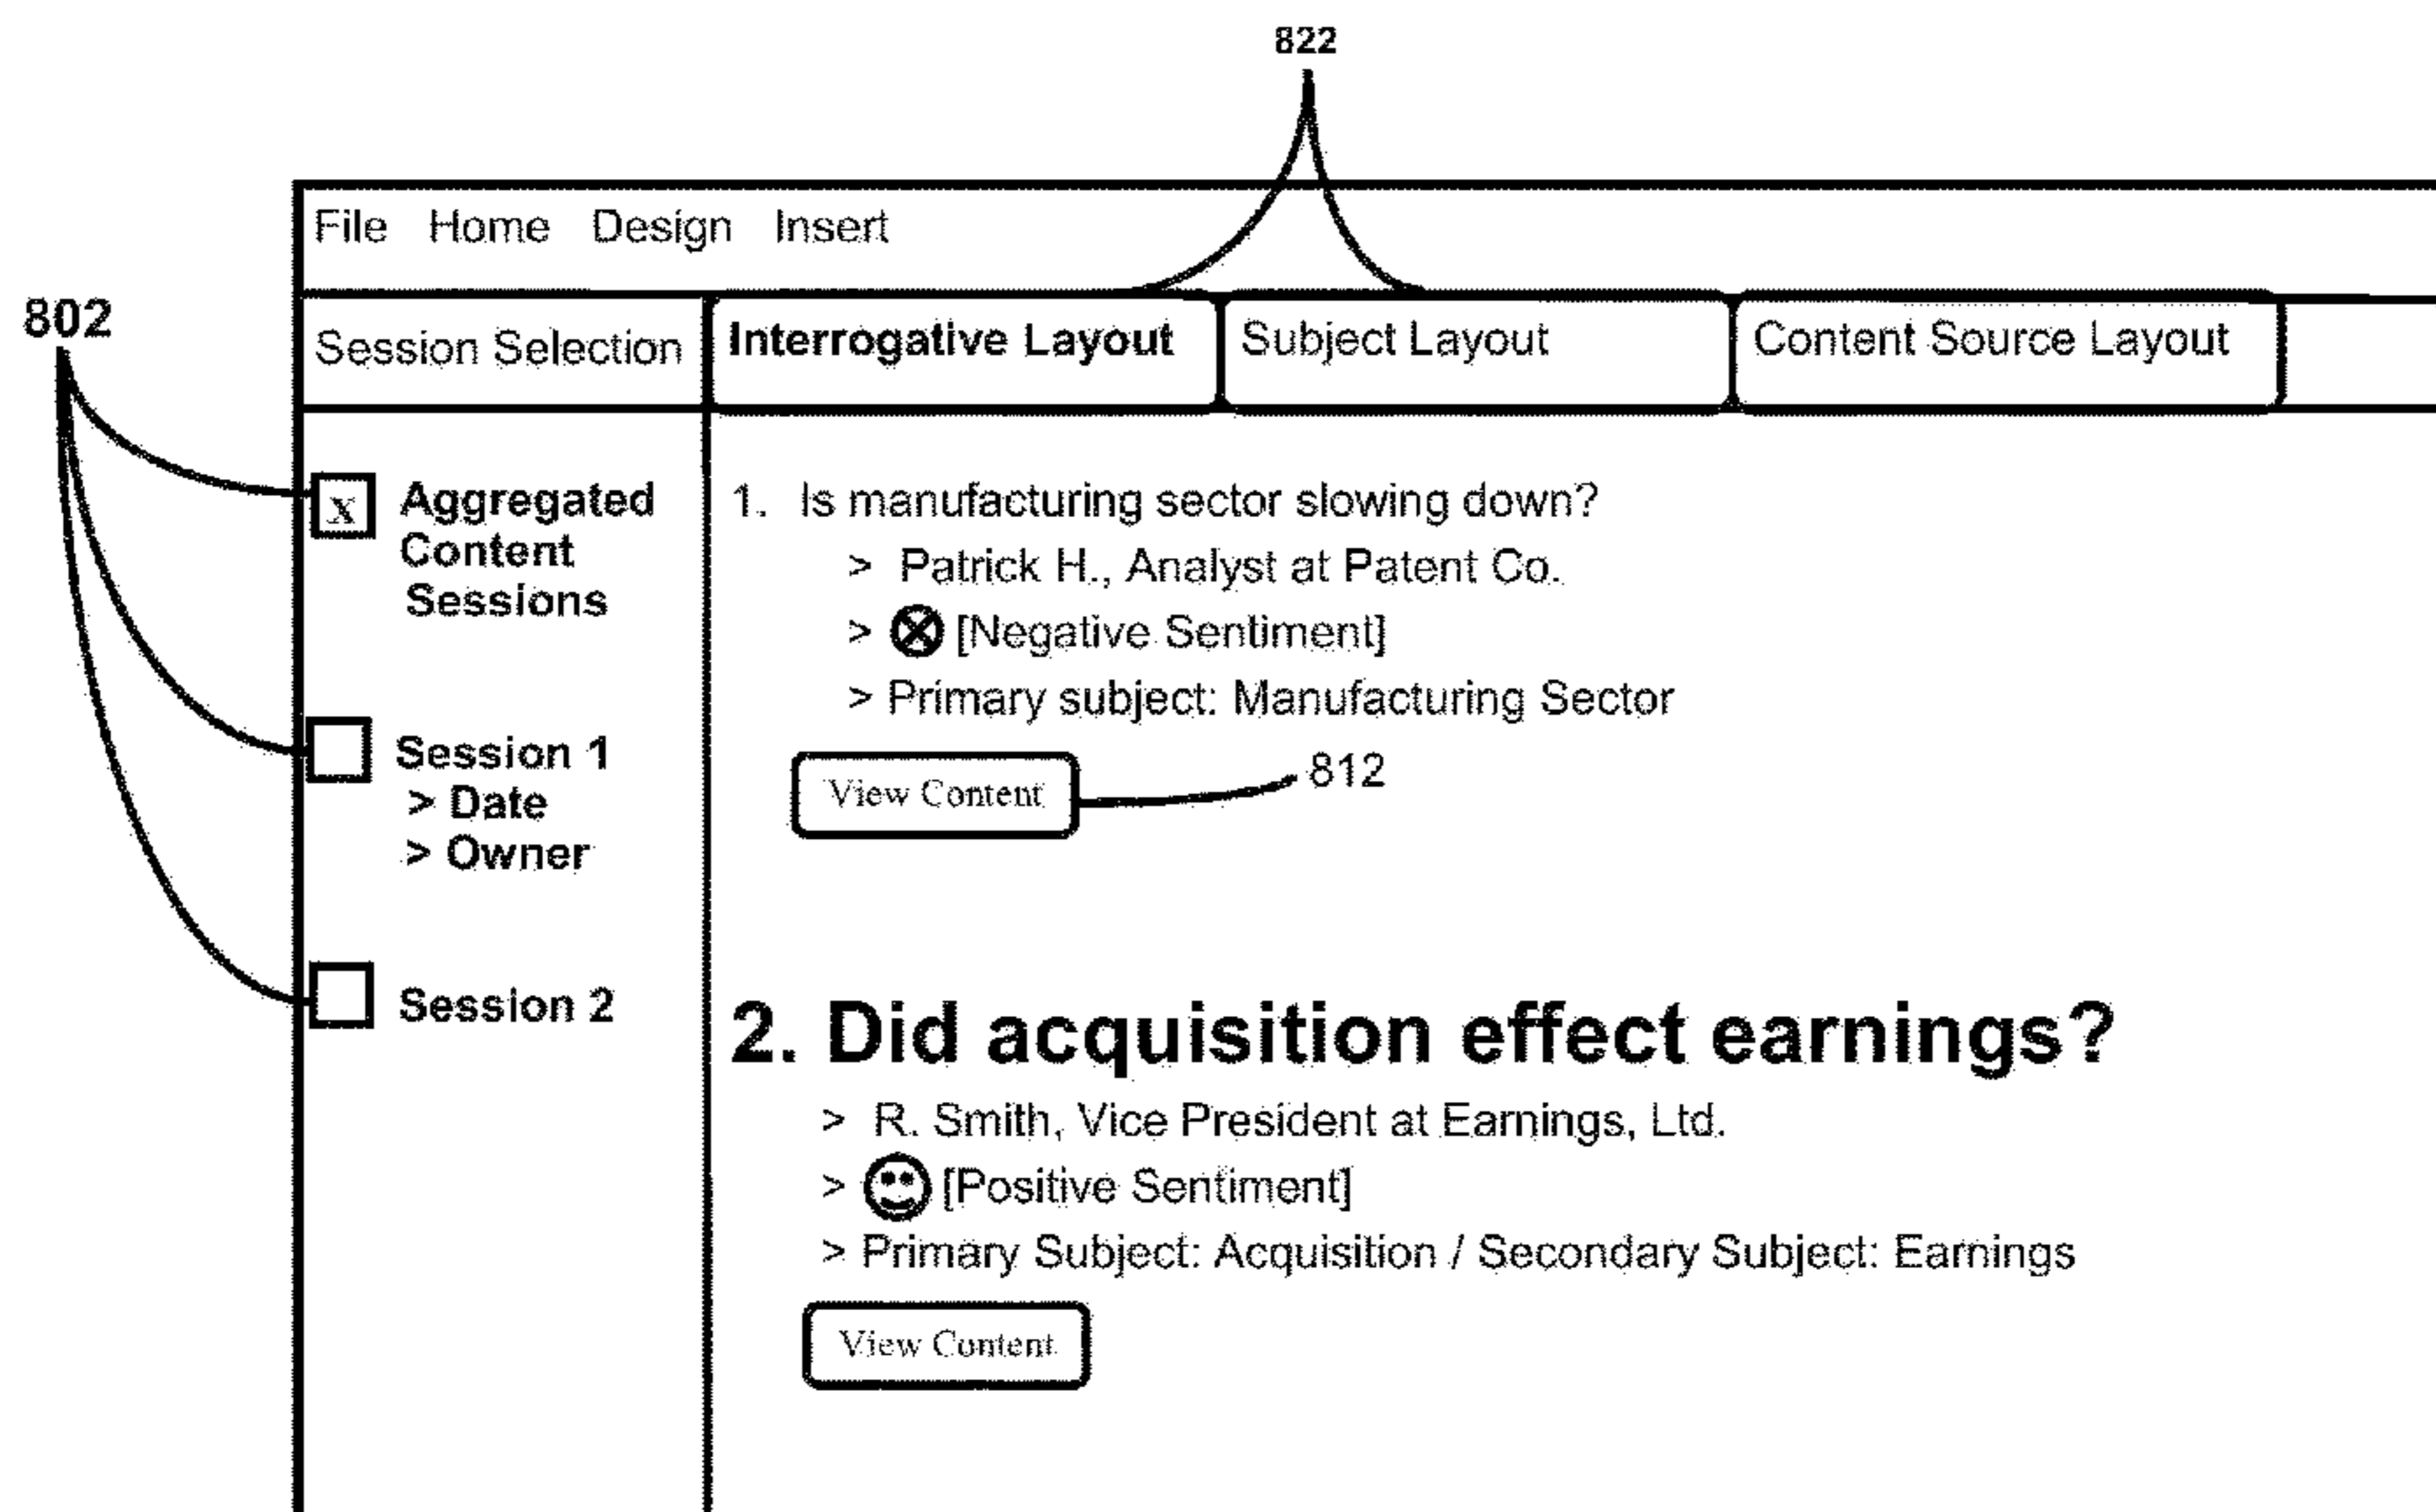 822
File Home Design Insert
802
Session Selection Interrogative Layout Subject Layout Content Source Layout
X Aggregated
Content
Sessions
Session 1
> Date
> Owner
Session 2
1. Is manufacturing sector slowing down?
> Patrick H., Analyst at Patent Co.
> [Negative Sentiment]
> Primary subject: Manufacturing Sector
View Content 812
2. Did acquisition effect earnings?
> R. Smith, Vice President at Earnings, Ltd.
> [Positive Sentiment]
> Primary Subject: Acquisition / Secondary Subject: Earnings
View Content